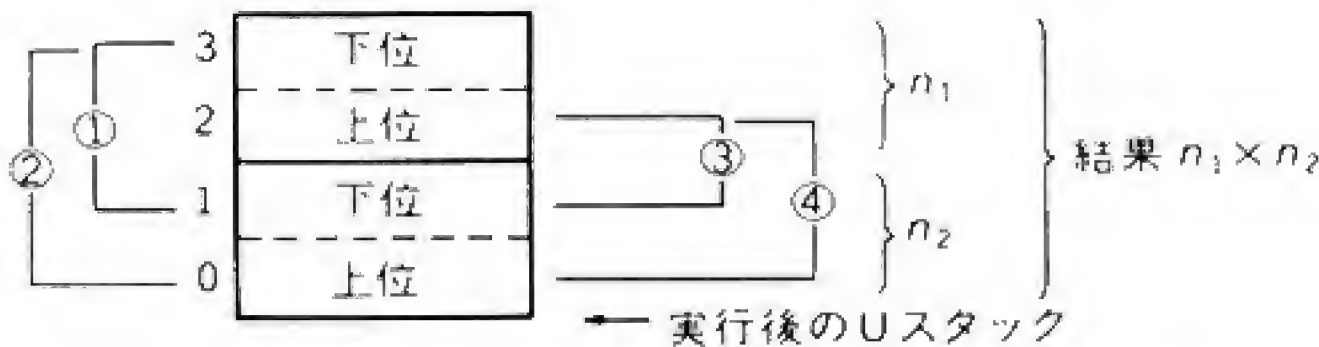 3 下位
2 上位
1 下位
0 上位
①
②
③
④
n₁
n₂
結果 n₁×n₂
← 実行後のUスタック